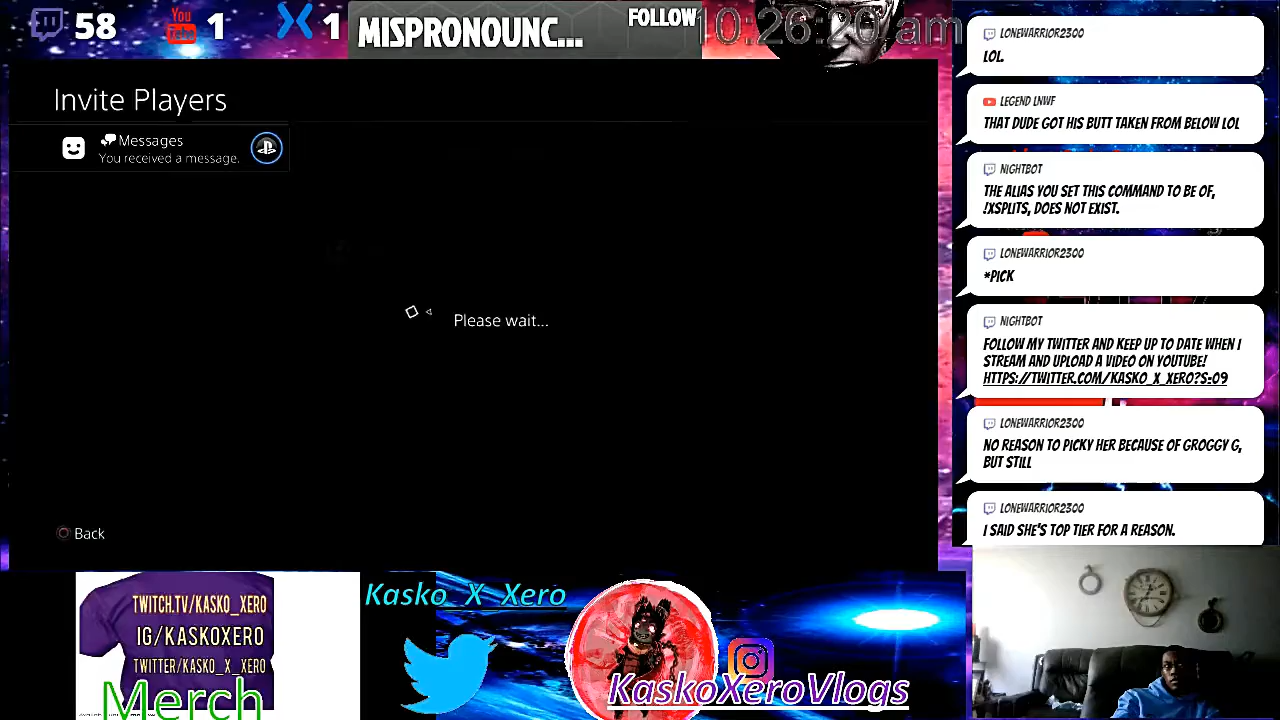 58
You Tube
1
1
MISPRONOUNC...
FOLLOW
10:26:20 am
Invite Players
Messages
You received a message.
Please wait...
Back
LONEWARRIOR2300
LOL.
LEGEND LNWF
THAT DUDE GOT HIS BUTT TAKEN FROM BELOW LOL
NIGHTBOT
THE ALIAS YOU SET THIS COMMAND TO BE OF,
!XSPLITS, DOES NOT EXIST.
LONEWARRIOR2300
*PICK
NIGHTBOT
FOLLOW MY TWITTER AND KEEP UP TO DATE WHEN I
STREAM AND UPLOAD A VIDEO ON YOUTUBE!
HTTPS://TWITTER.COM/KASKO_X_XERO?S=09
LONEWARRIOR2300
NO REASON TO PICKY HER BECAUSE OF GROGGY G,
BUT STILL
LONEWARRIOR2300
I SAID SHE'S TOP TIER FOR A REASON.
TWITCH.TV/KASKO_XERO
IG/KASKOXERO
TWITTER/KASKO_X_XERO
Merch
Kasko_X_Xero
KaskoXeroVlogs